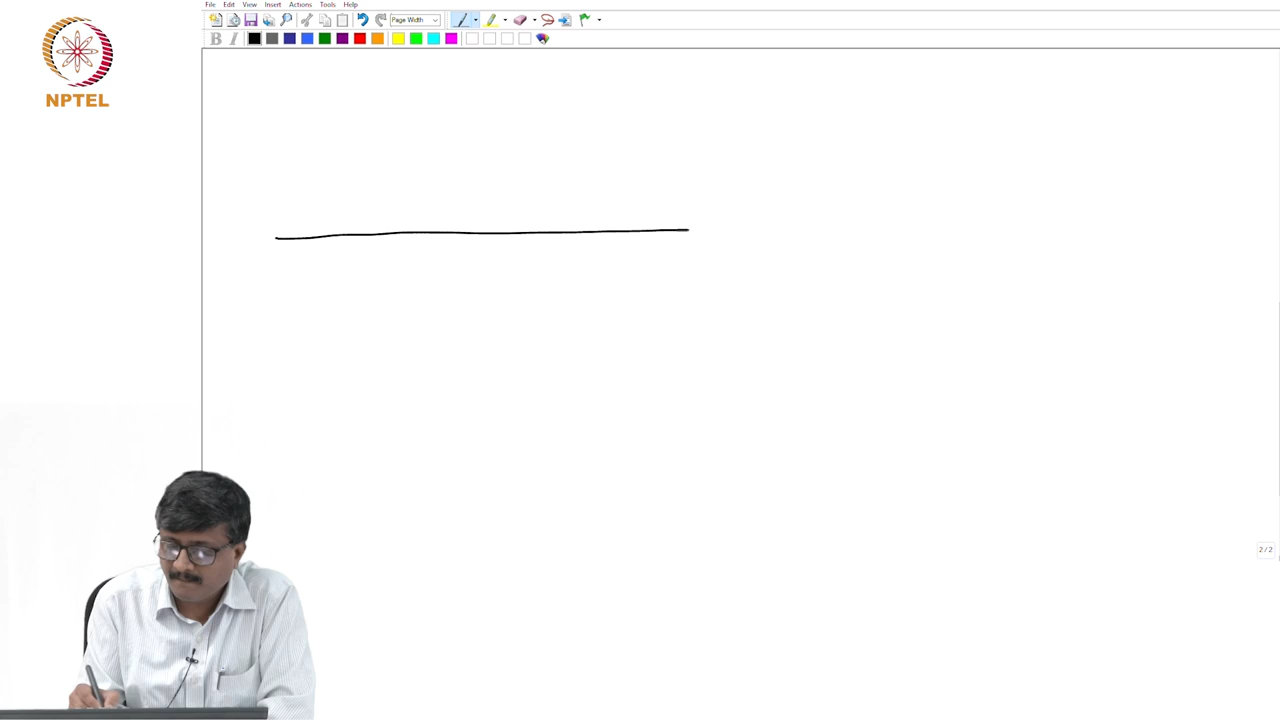 File Edit View Insert Actions Tools Help
Page Width
B I
NPTEL
2 / 2